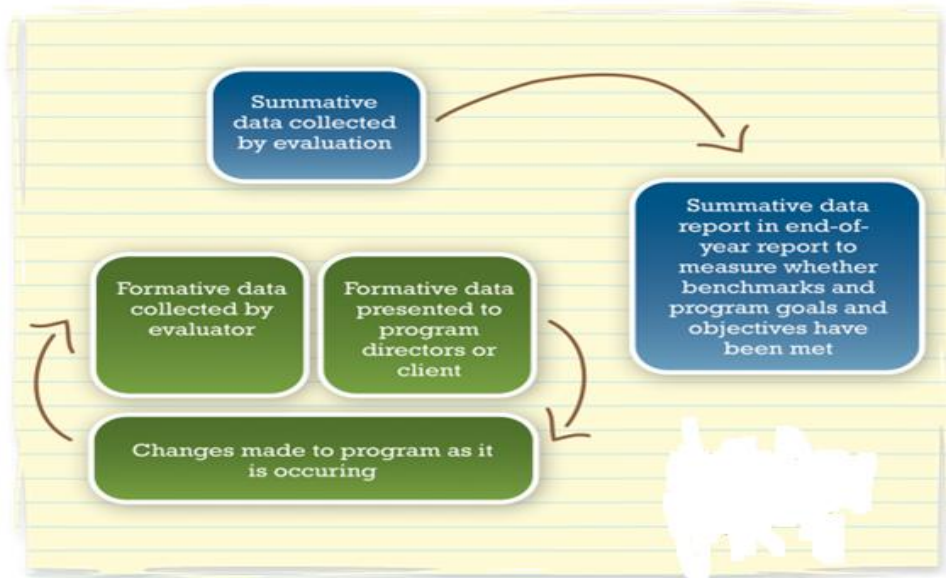 Summative
data collected
by evaluation
Summative data
report in end-of-
year report to
measure whether
benchmarks and
program goals and
objectives have
been met
Formative data
collected by
evaluator
Formative data
presented to
program
directors or
client
Changes made to program as it
is occuring